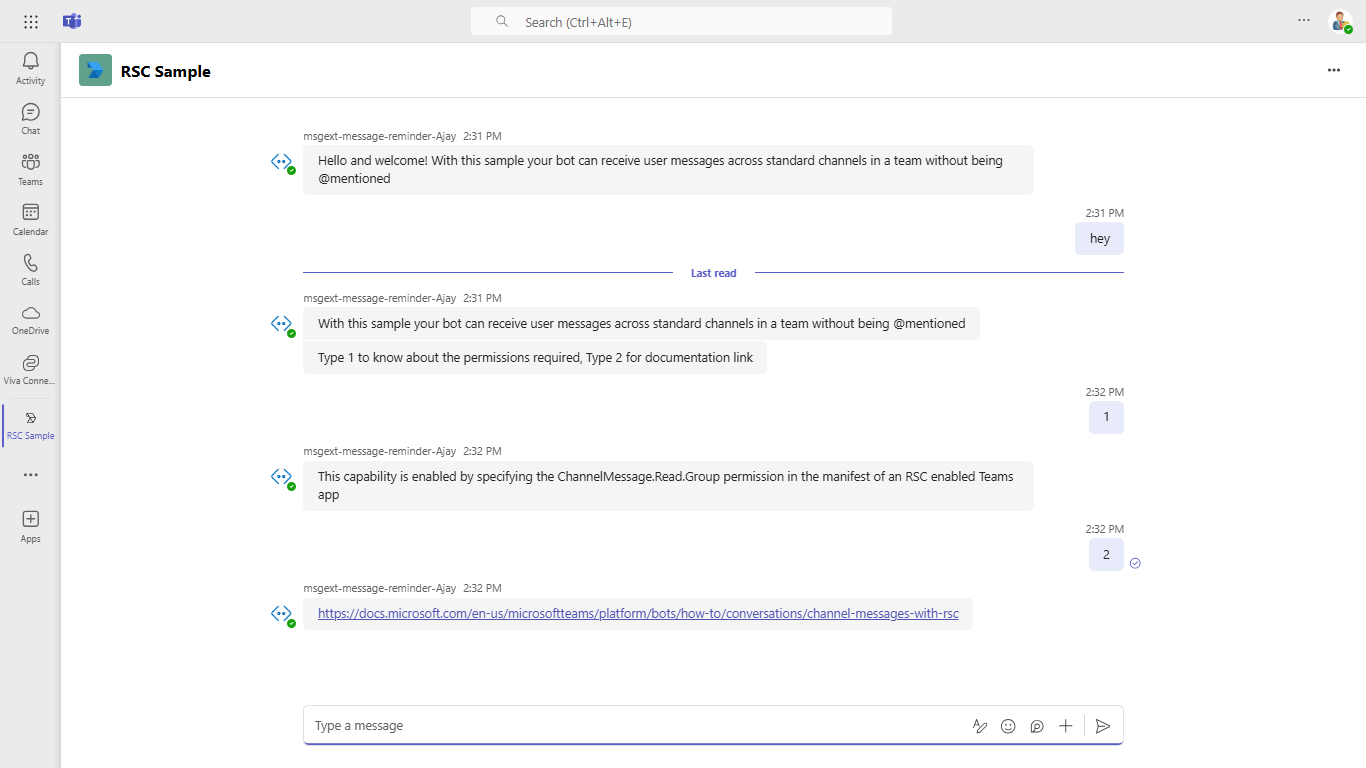 Search (Ctrl+Alt+E)
Activity
Chat
Teams
Calendar
Calls
OneDrive
Viva Conne...
RSC Sample
Apps
RSC Sample
msgext-message-reminder-Ajay 2:31 PM
Hello and welcome! With this sample your bot can receive user messages across standard channels in a team without being
@mentioned
2:31 PM
hey
Last read
msgext-message-reminder-Ajay 2:31 PM
With this sample your bot can receive user messages across standard channels in a team without being @mentioned
Type 1 to know about the permissions required, Type 2 for documentation link
2:32 PM
1
msgext-message-reminder-Ajay 2:32 PM
This capability is enabled by specifying the ChannelMessage.Read.Group permission in the manifest of an RSC enabled Teams
app
2:32 PM
2
msgext-message-reminder-Ajay 2:32 PM
https://docs.microsoft.com/en-us/microsoftteams/platform/bots/how-to/conversations/channel-messages-with-rsc
Type a message